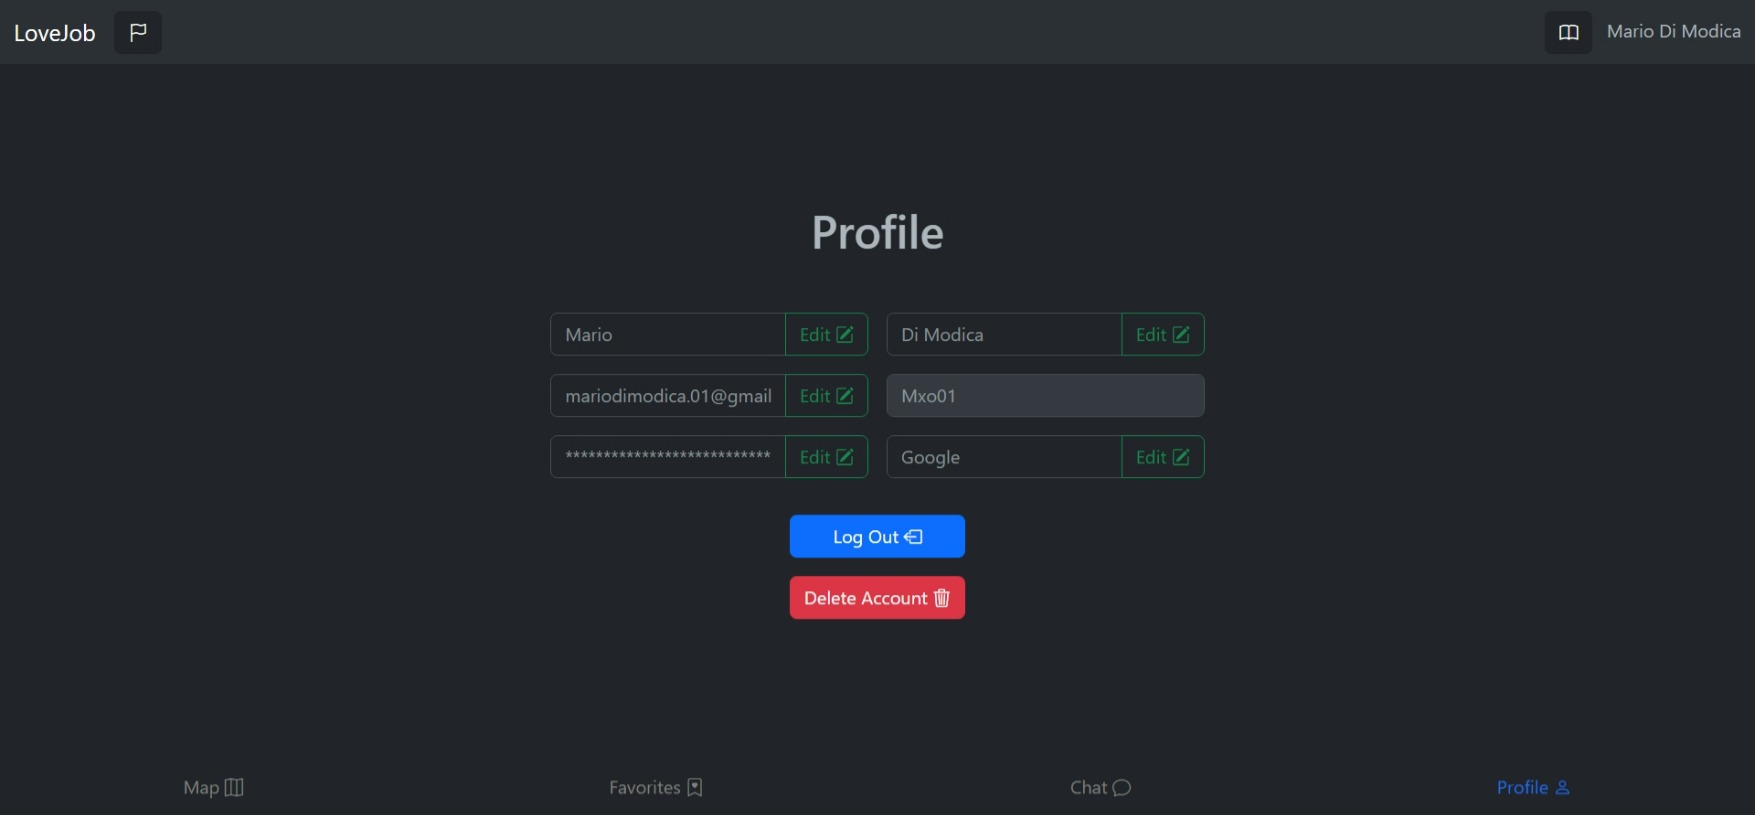 LoveJob
Mario Di Modica
Profile
Mario Edit
Di Modica Edit
mariodimodica.01@gmail Edit
Mxo01
*************************** Edit
Google Edit
Log Out
Delete Account
Map
Favorites
Chat
Profile